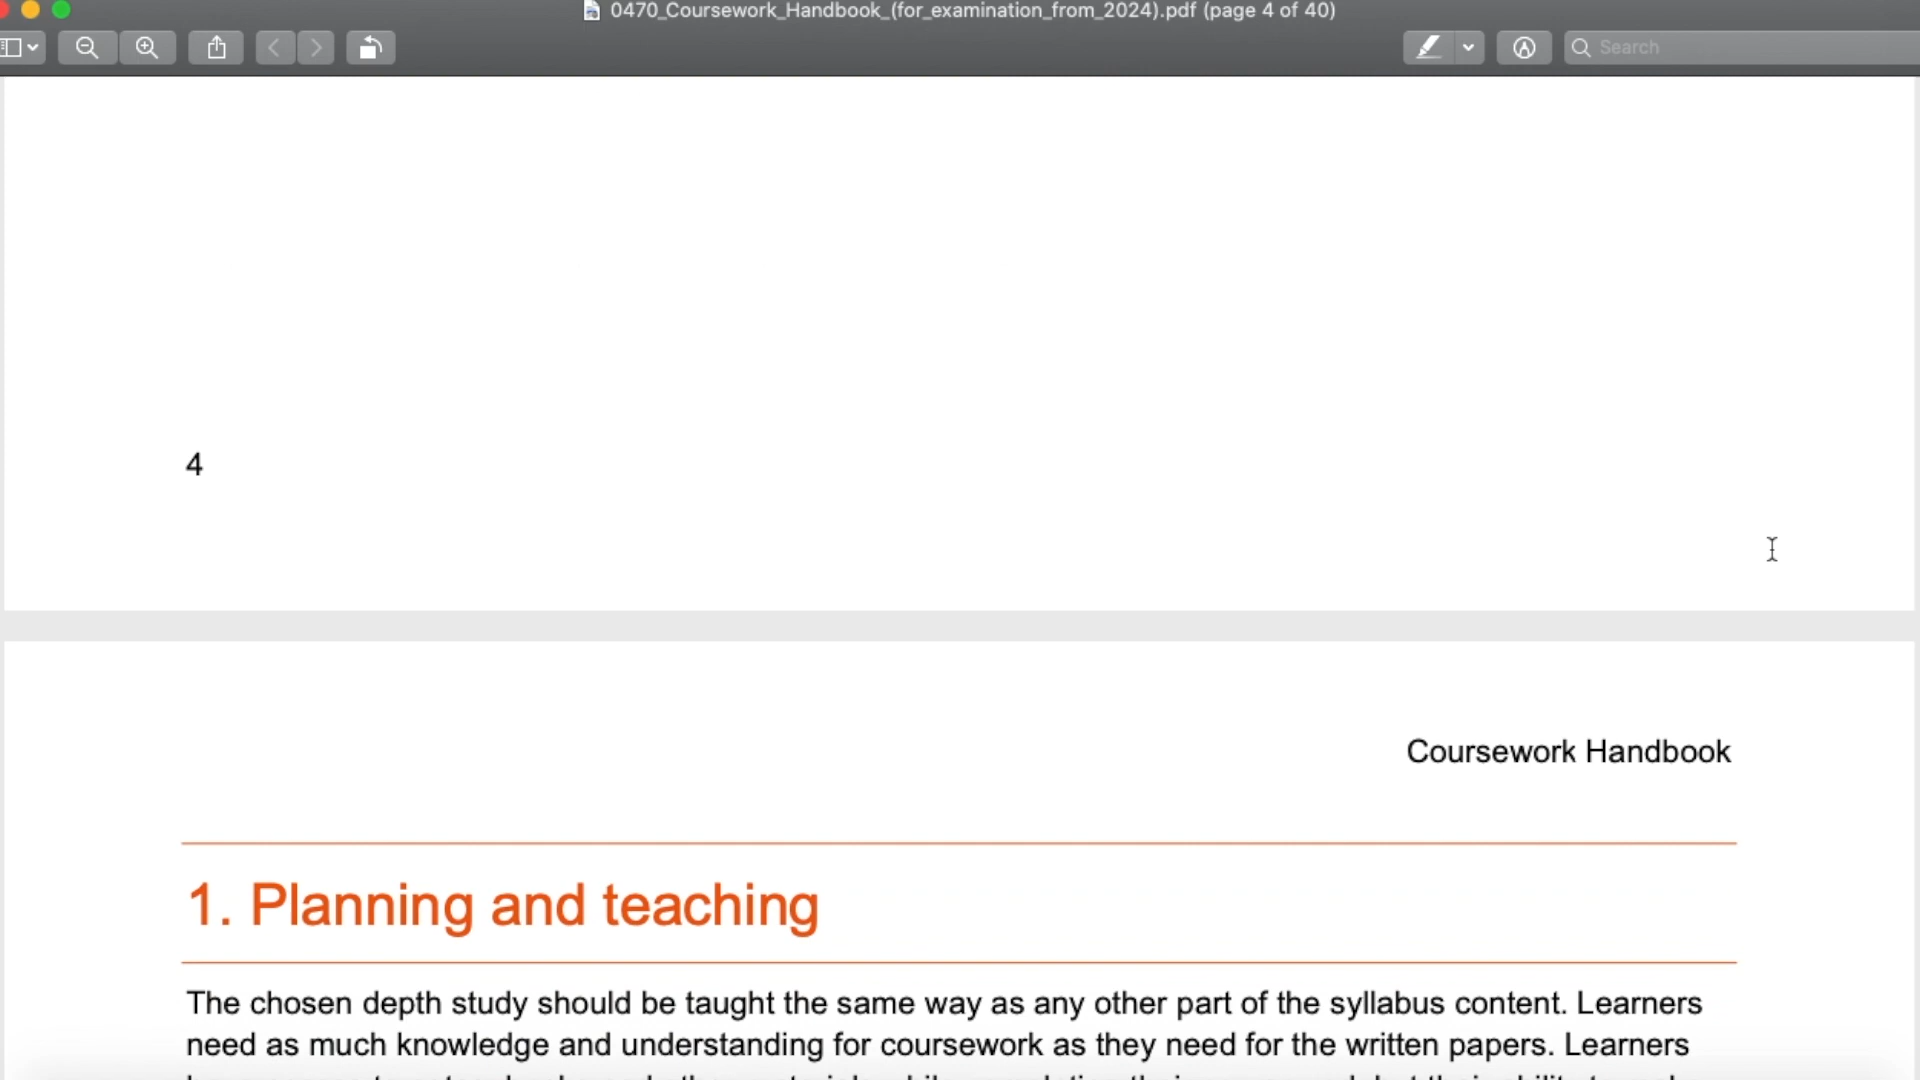 0470_Coursework_Handbook_(for_examination_from_2024).pdf (page 4 of 40)
Search
4
Coursework Handbook
1. Planning and teaching
The chosen depth study should be taught the same way as any other part of the syllabus content. Learners
need as much knowledge and understanding for coursework as they need for the written papers. Learners